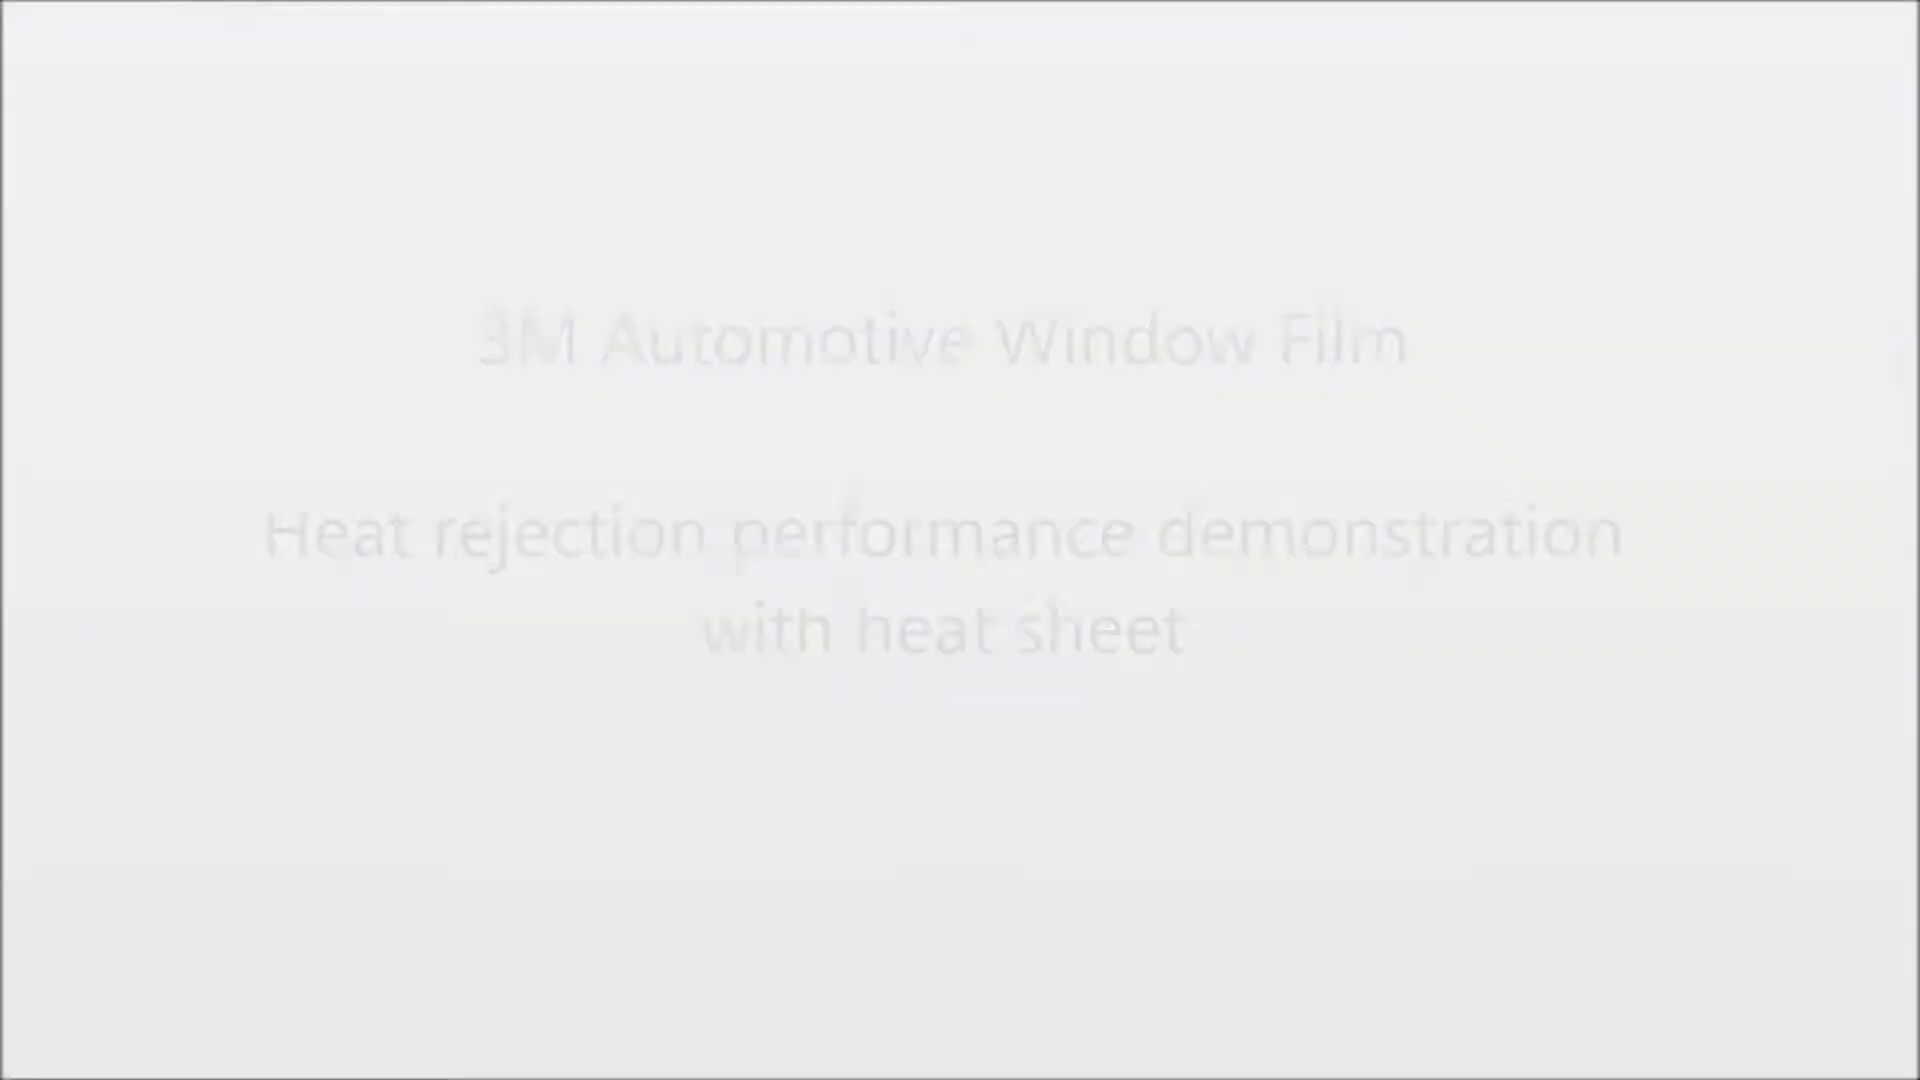 3M Automotive Window Film
Heat rejection performance demonstration
with heat sheet